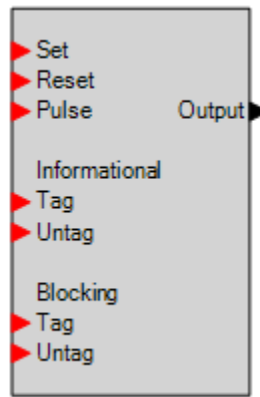 Set
Reset
Pulse Output
Informational
Tag
Untag
Blocking
Tag
Untag